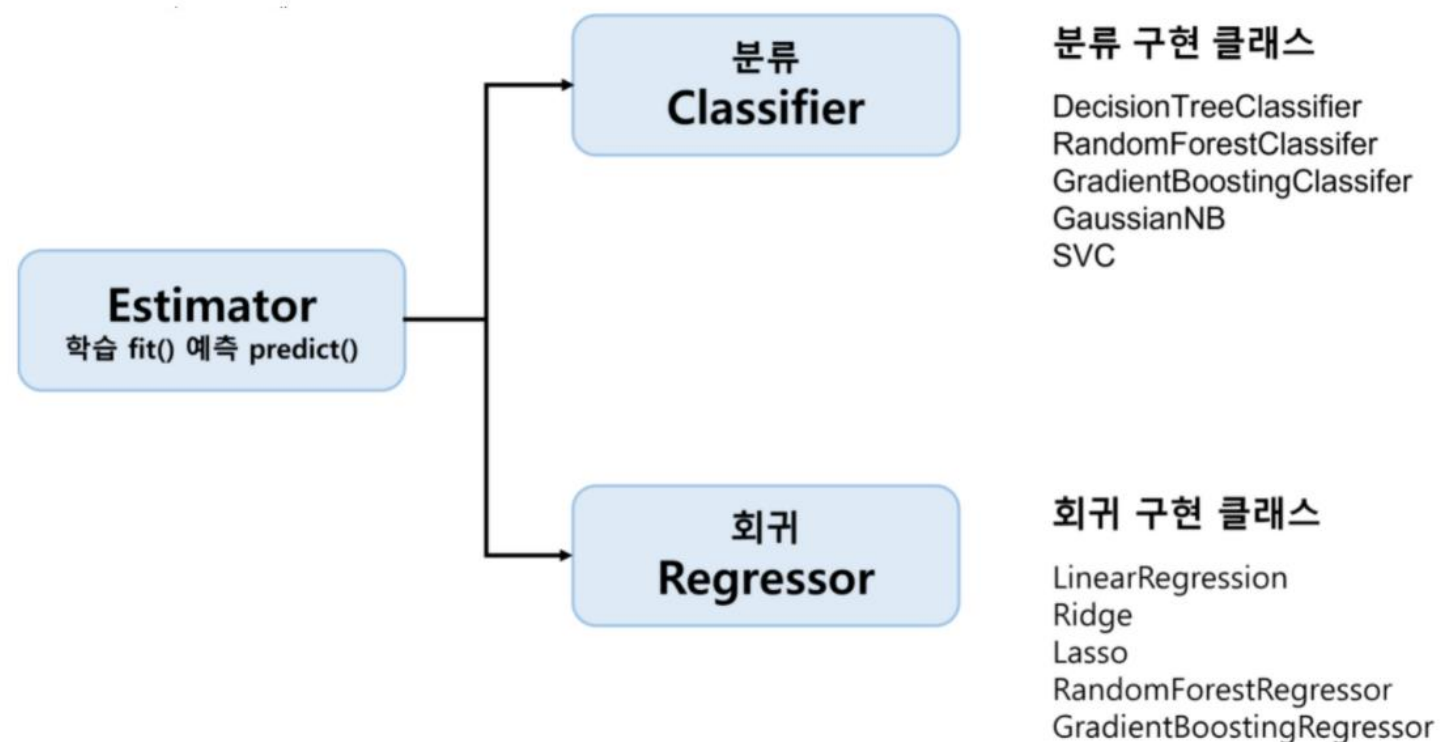 분류
Classifier
분류 구현 클래스
DecisionTreeClassifier
RandomForestClassifer
GradientBoostingClassifer
GaussianNB
SVC
Estimator
학습 fit() 예측 predict()
회귀
Regressor
회귀 구현 클래스
LinearRegression
Ridge
Lasso
RandomForestRegressor
GradientBoostingRegressor